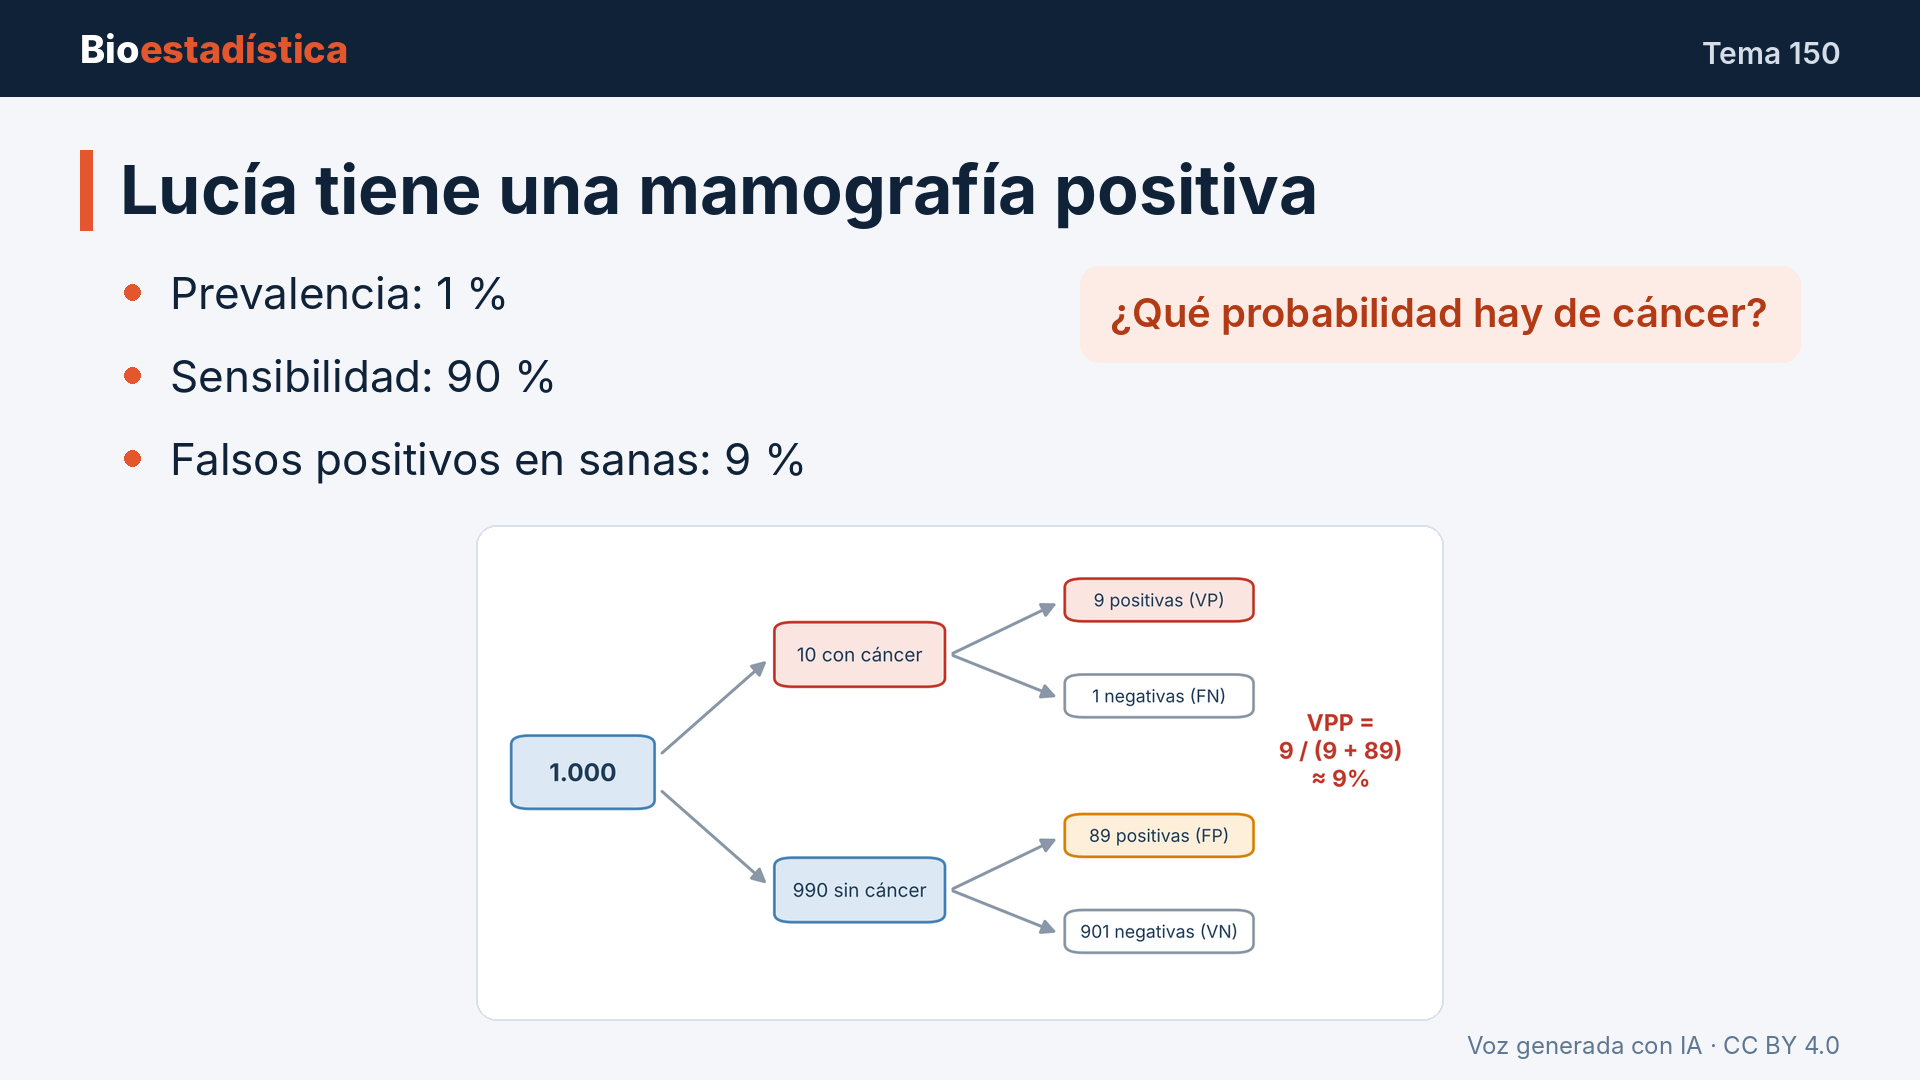 Bioestadística
Tema 150
Lucía tiene una mamografía positiva
Prevalencia: 1 %
Sensibilidad: 90 %
Falsos positivos en sanas: 9 %
¿Qué probabilidad hay de cáncer?
1.000
10 con cáncer
990 sin cáncer
9 positivas (VP)
1 negativas (FN)
89 positivas (FP)
901 negativas (VN)
VPP =
9 / (9 + 89)
≈ 9%
Voz generada con IA · CC BY 4.0